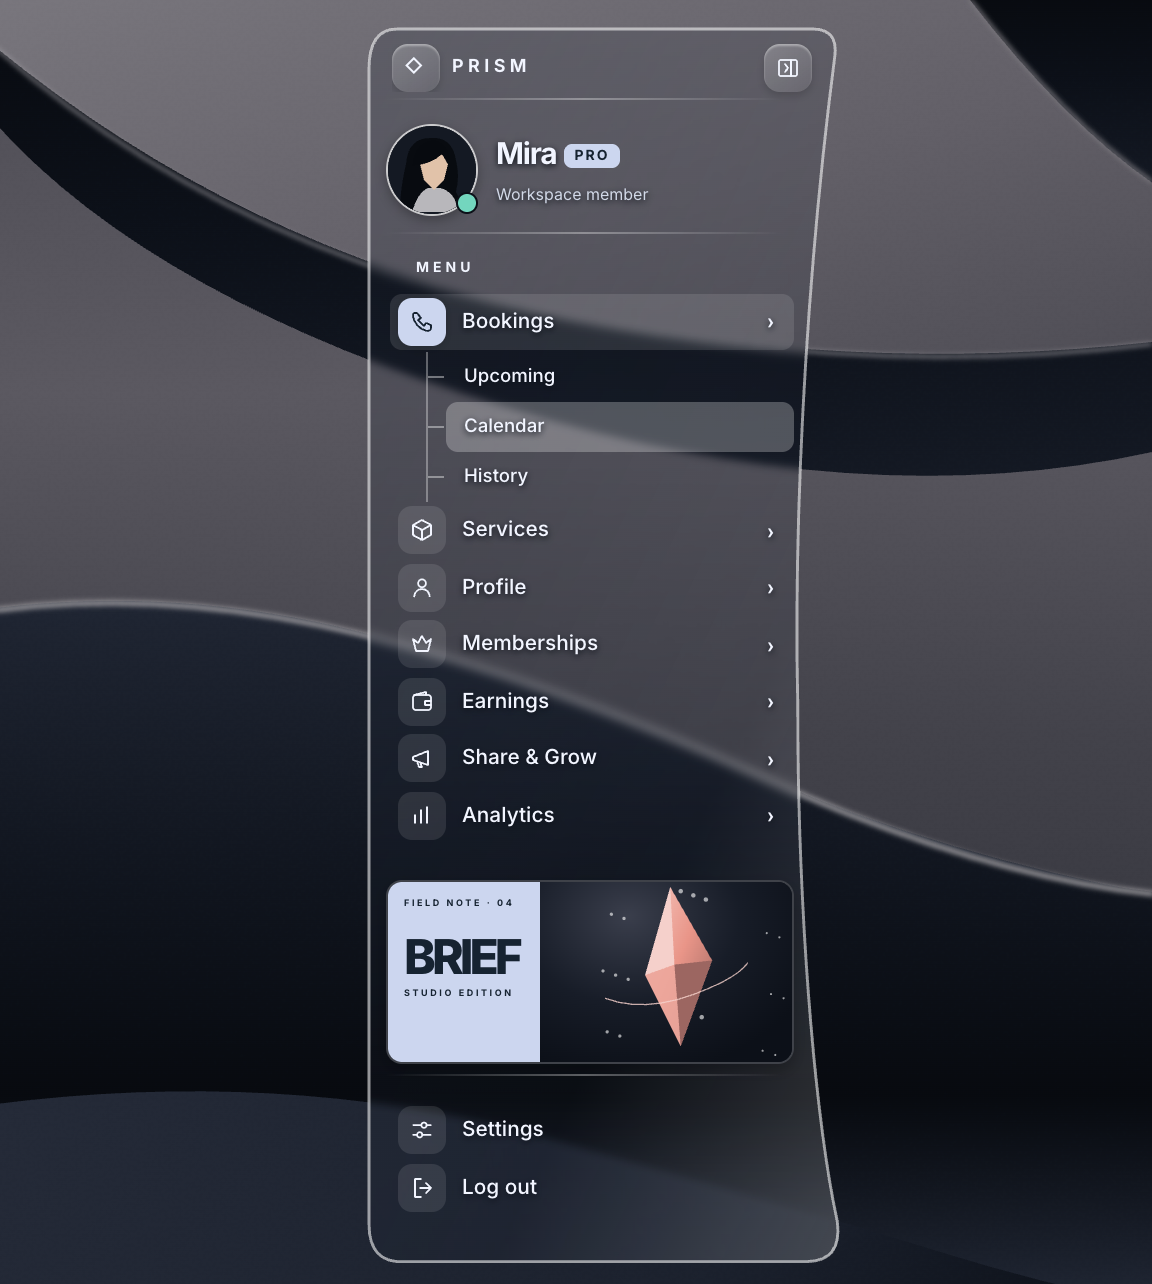 PRISM
Mira PRO
Workspace member
MENU
Bookings
Upcoming
Calendar
History
Services
Profile
Memberships
Earnings
Share & Grow
Analytics
FIELD NOTE · 04
BRIEF
STUDIO EDITION
Settings
Log out